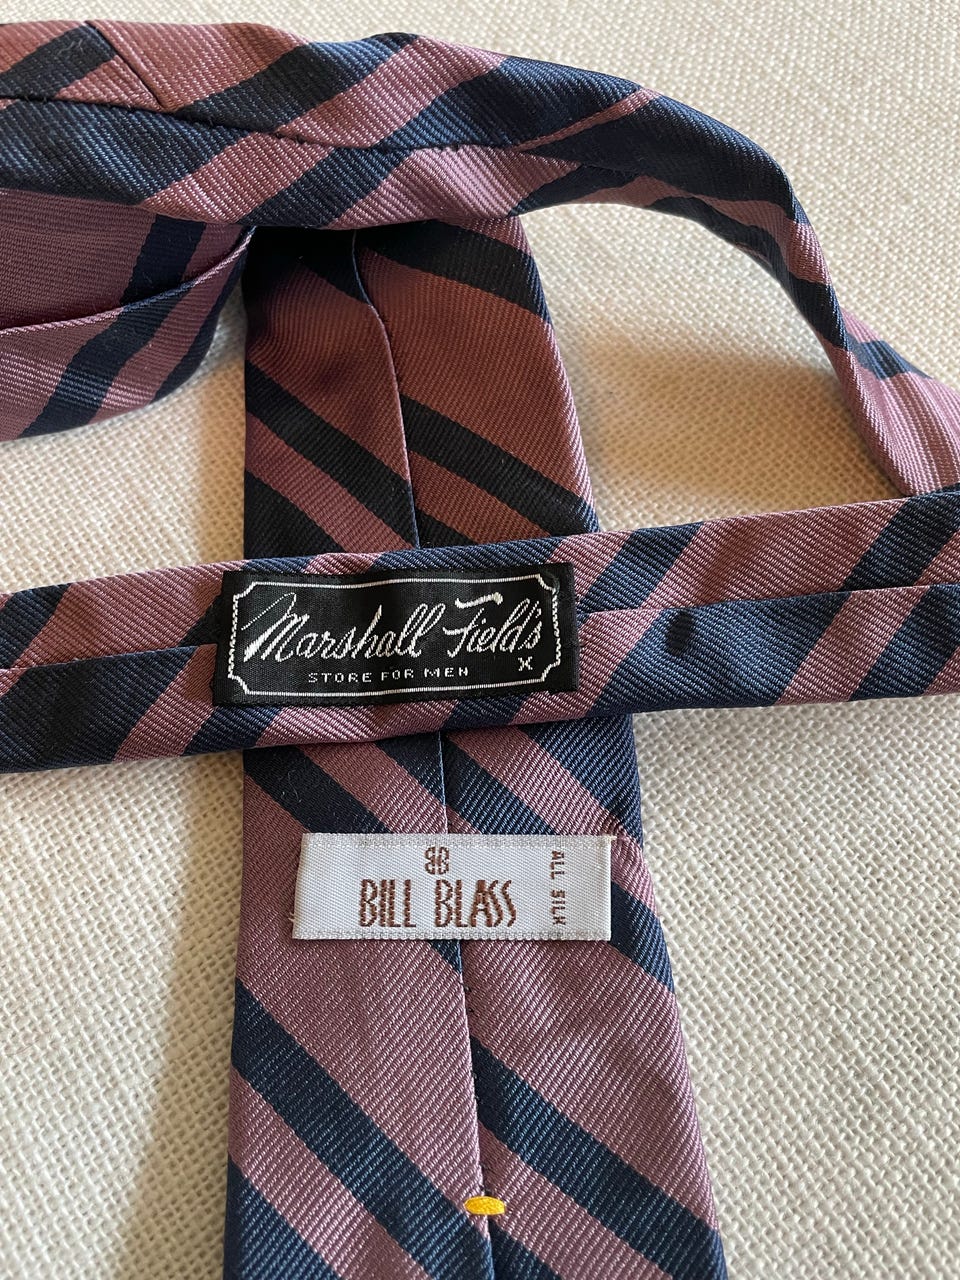 Marshall Field's
STORE FOR MEN X
BB
BILL BLASS
ALL SILK